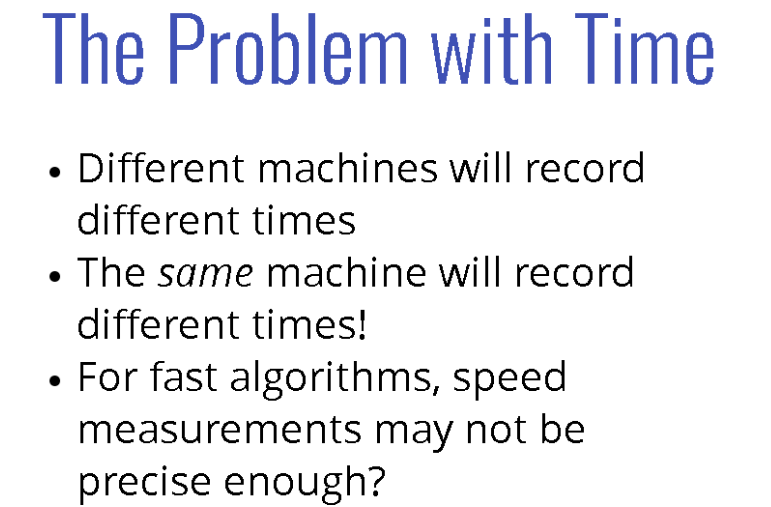 The Problem with Time
• Different machines will record
different times
• The same machine will record
different times!
• For fast algorithms, speed
measurements may not be
precise enough?